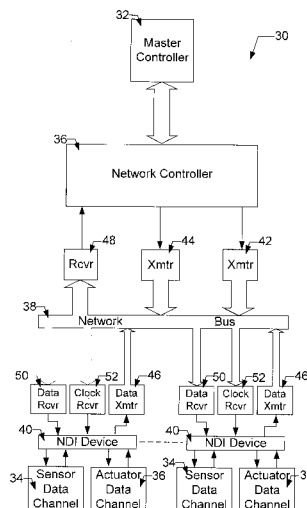 32
Master
Controller
30
36
Network Controller
48
44
42
Rcvr
Xmtr
Xmtr
38
Network Bus
50
52
46
50
52
46
Data
Rcvr
Clock
Rcvr
Data
Xmtr
Data
Rcvr
Clock
Rcvr
Data
Xmtr
40
NDI Device
40
NDI Device
Sensor
Data
Channel
34
Actuator
Data
Channel
36
Sensor
Data
Channel
34
Actuator
Data
Channel